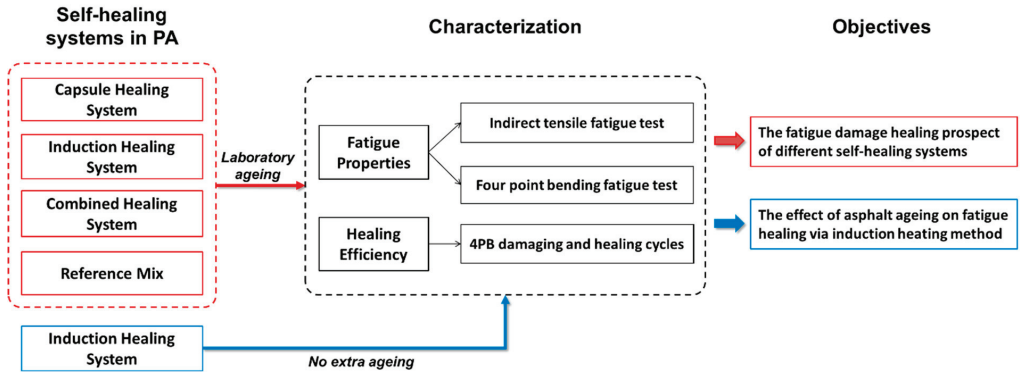 Self-healing
systems in PA
Capsule Healing
System
Induction Healing
System
Combined Healing
System
Reference Mix
Induction Healing
System
Laboratory
ageing
No extra ageing
Characterization
Fatigue
Properties
Indirect tensile fatigue test
Four point bending fatigue test
Healing
Efficiency
4PB damaging and healing cycles
Objectives
The fatigue damage healing prospect
of different self-healing systems
The effect of asphalt ageing on fatigue
healing via induction heating method